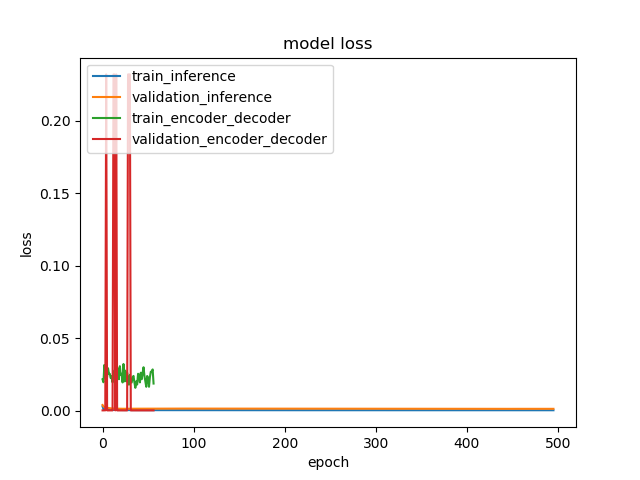 model loss
train_inference
validation_inference
train_encoder_decoder
validation_encoder_decoder
loss
0.20
0.15
0.10
0.05
0.00
0 100 200 300 400 500
epoch